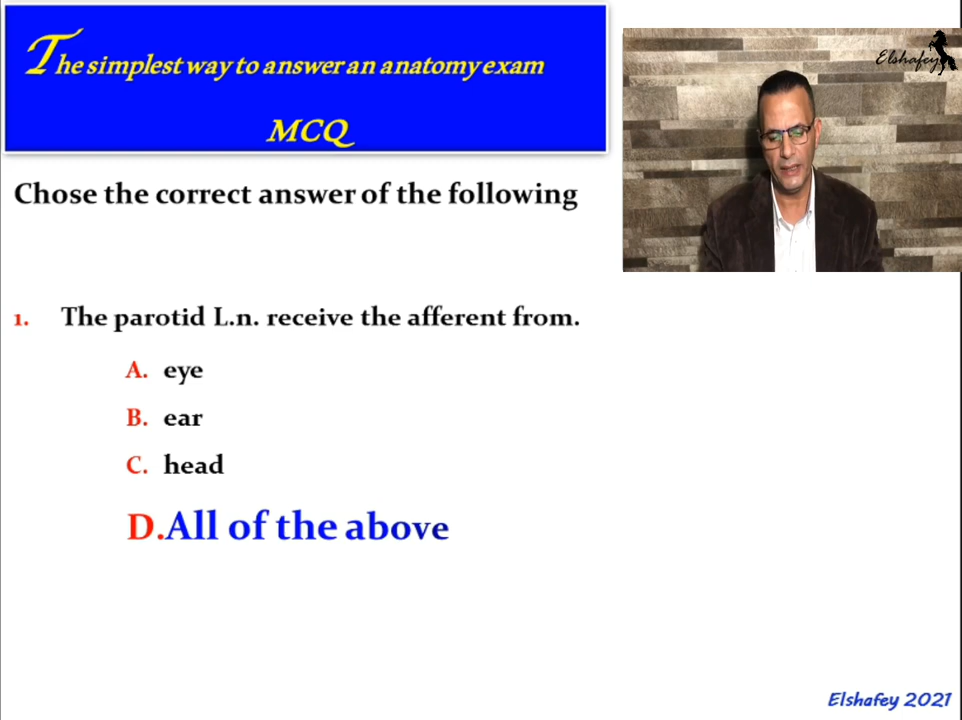 The simplest way to answer an anatomy exam
MCQ
Elshafey
Chose the correct answer of the following
1. The parotid L.n. receive the afferent from.
A. eye
B. ear
C. head
D.All of the above
Elshafey 2021